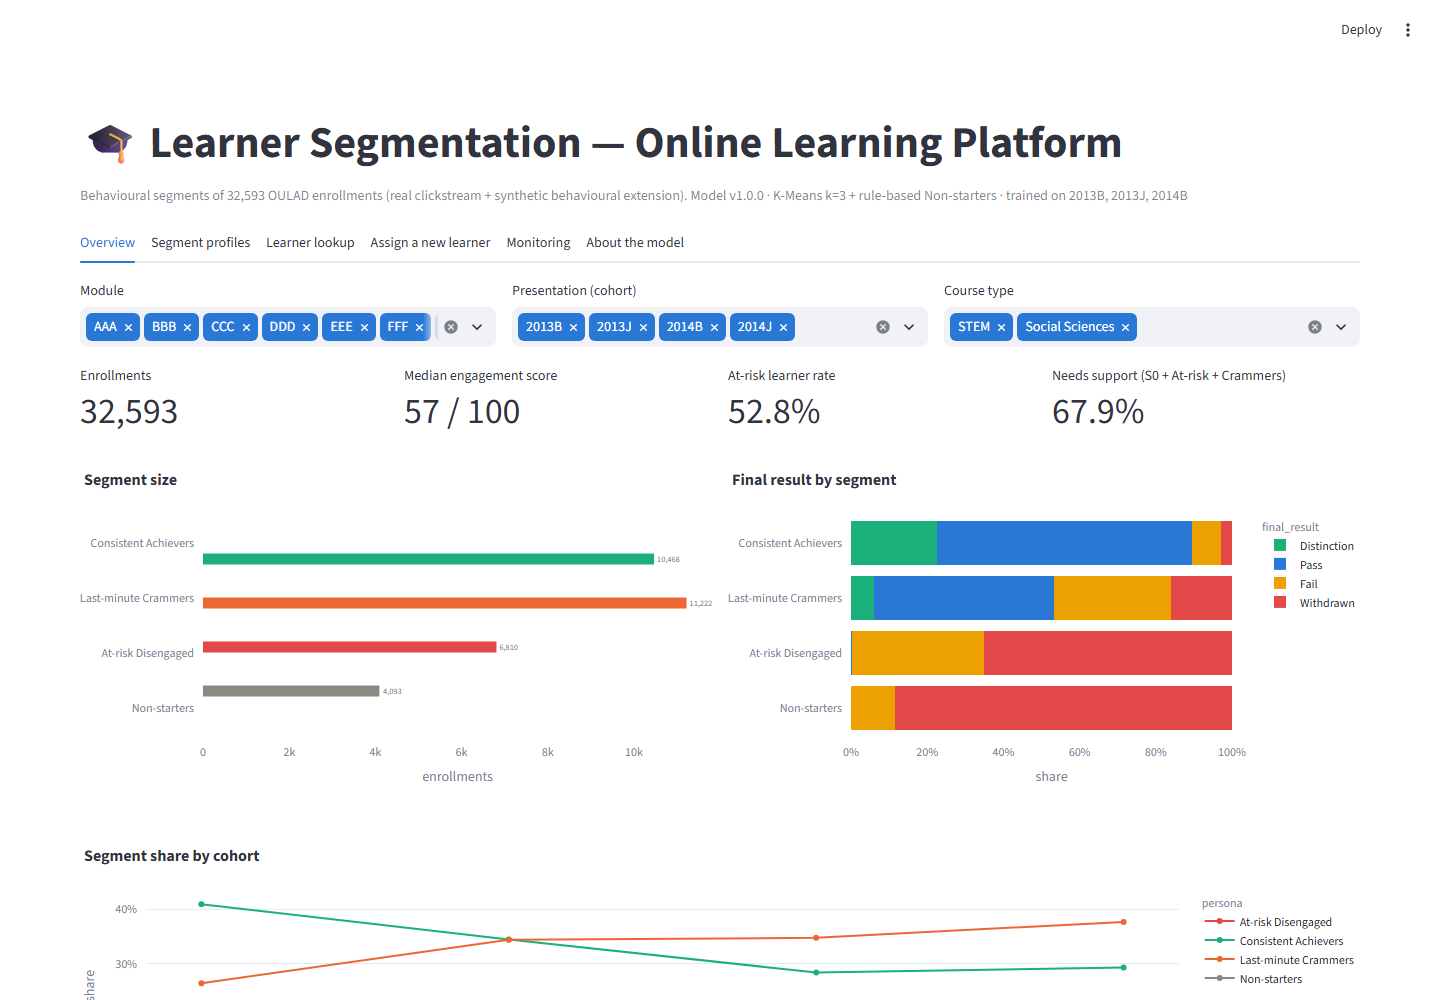 Deploy
Learner Segmentation — Online Learning Platform
Behavioural segments of 32,593 OULAD enrollments (real clickstream + synthetic behavioural extension). Model v1.0.0 · K-Means k=3 + rule-based Non-starters · trained on 2013B, 2013J, 2014B
Overview Segment profiles Learner lookup Assign a new learner Monitoring About the model
Module Presentation (cohort) Course type
AAA BBB CCC DDD EEE FFF 2013B 2013J 2014B 2014J STEM Social Sciences
Enrollments Median engagement score At-risk learner rate Needs support (S0 + At-risk + Crammers)
32,593 57 / 100 52.8% 67.9%
Segment size
Consistent Achievers
10,468
Last-minute Crammers
11,222
At-risk Disengaged
6,810
4,093
Non-starters
0 2k 4k 6k 8k 10k
enrollments
Final result by segment
Consistent Achievers
Last-minute Crammers
At-risk Disengaged
Non-starters
0% 20% 40% 60% 80% 100%
share
final_result
Distinction
Pass
Fail
Withdrawn
Segment share by cohort
40%
30%
share
persona
At-risk Disengaged
Consistent Achievers
Last-minute Crammers
Non-starters